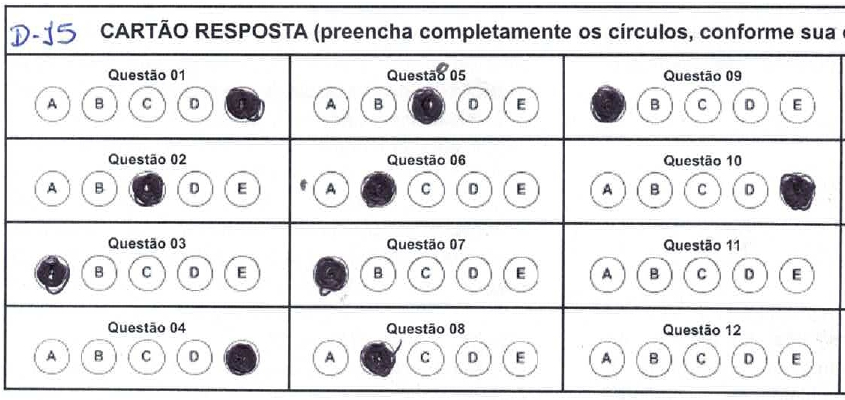 D-15 CARTÃO RESPOSTA (preencha completamente os círculos, conforme sua
Questão 01 Questão 05 Questão 09
A B C D A B D E B C D E
Questão 02 Questão 06 Questão 10
A B D E A C D E A B C D
Questão 03 Questão 07 Questão 11
B C D E B C D E A B C D E
Questão 04 Questão 08 Questão 12
A B C D A C D E A B C D E